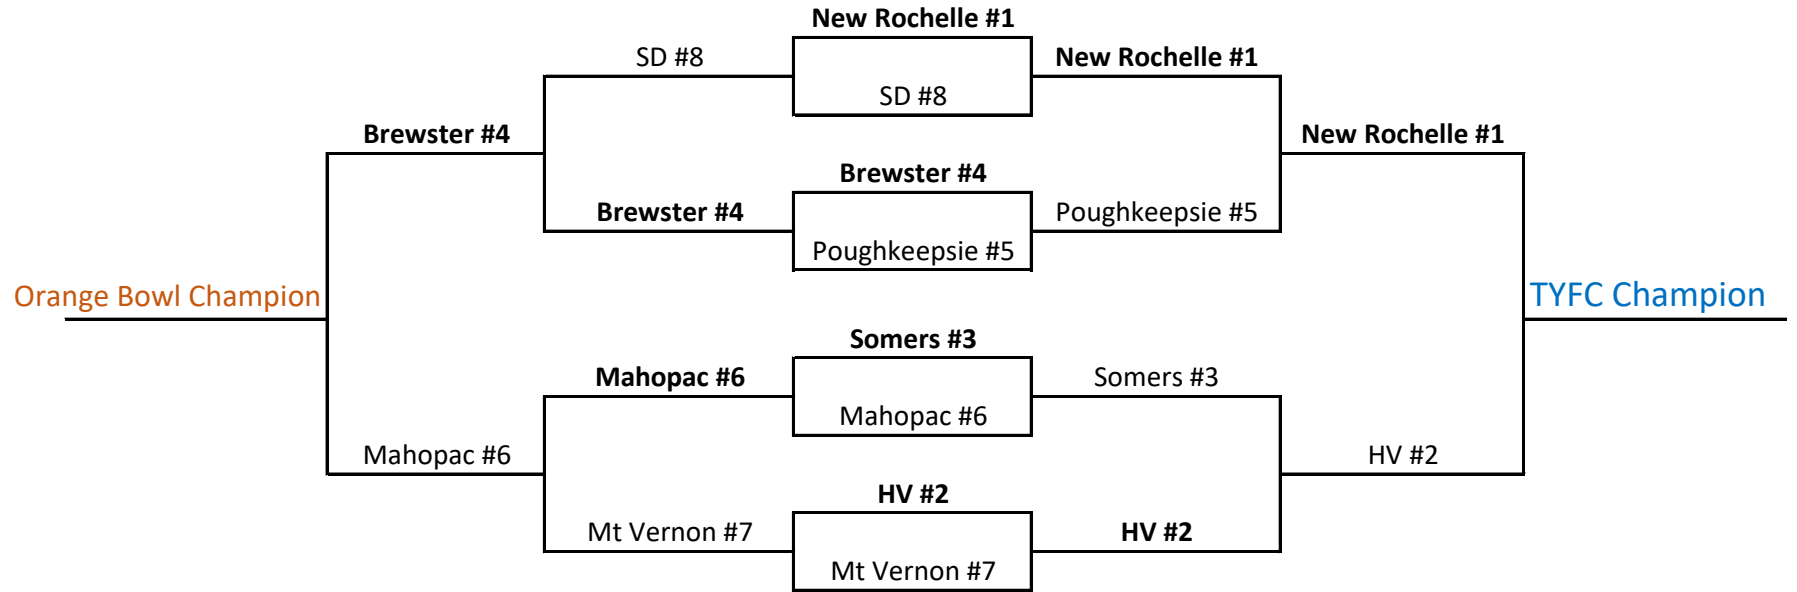 New Rochelle #1
SD #8
New Rochelle #1
SD #8
Brewster #4
New Rochelle #1
Brewster #4
Brewster #4
Poughkeepsie #5
Poughkeepsie #5
Orange Bowl Champion
TYFC Champion
Somers #3
Mahopac #6
Somers #3
Mahopac #6
Mahopac #6
HV #2
HV #2
Mt Vernon #7
HV #2
Mt Vernon #7